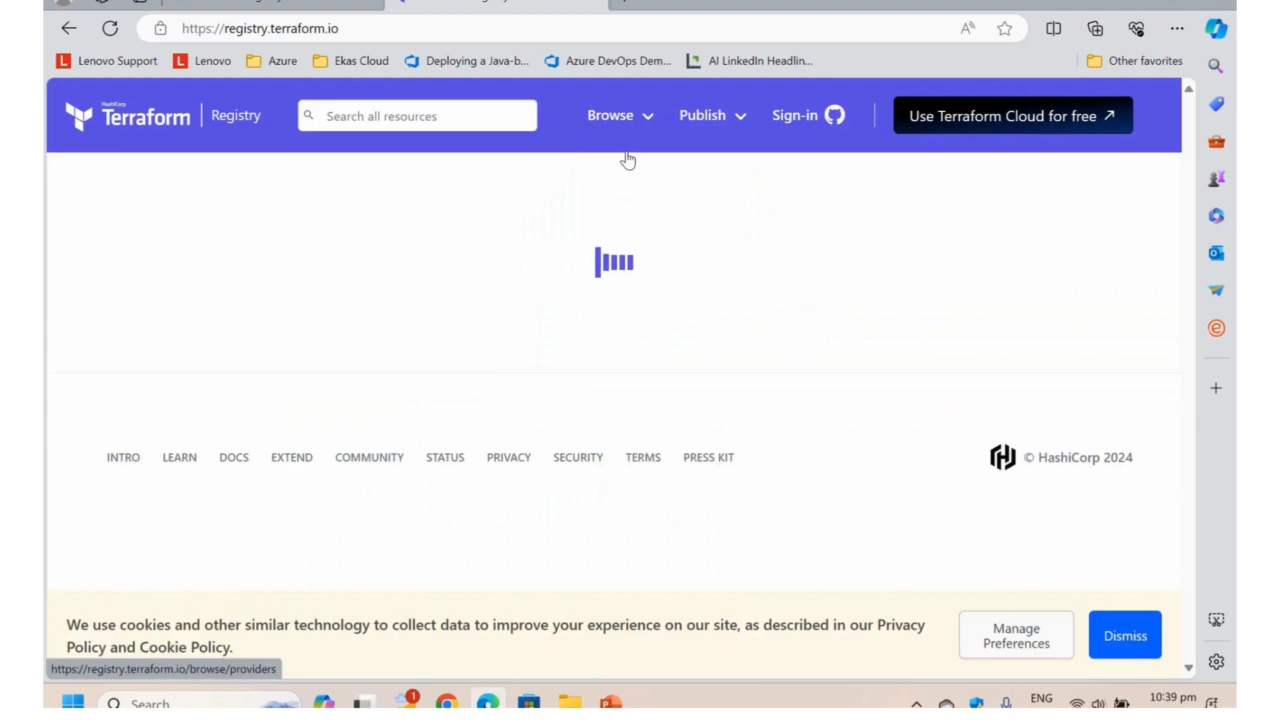 https://registry.terraform.io
Lenovo Support
Lenovo
Azure
Ekas Cloud
Deploying a Java-b...
Azure DevOps Dem...
AI LinkedIn Headlin...
Other favorites
HashiCorp
Terraform
Registry
Search all resources
Browse
Publish
Sign-in
Use Terraform Cloud for free
INTRO
LEARN
DOCS
EXTEND
COMMUNITY
STATUS
PRIVACY
SECURITY
TERMS
PRESS KIT
© HashiCorp 2024
We use cookies and other similar technology to collect data to improve your experience on our site, as described in our Privacy
Policy and Cookie Policy.
Manage
Preferences
Dismiss
https://registry.terraform.io/browse/providers
Search
1
ENG
10:39 pm